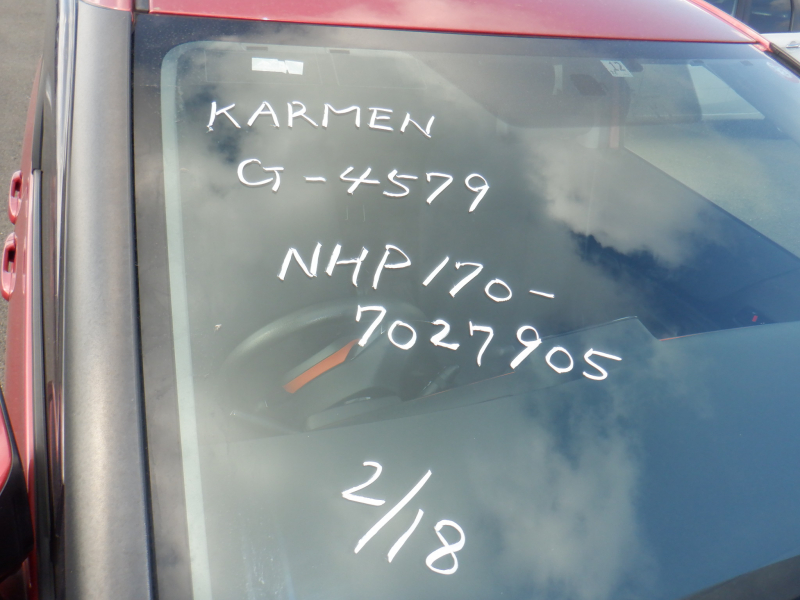 KARMEN
G-4579
NHP170-
7027905
2/18